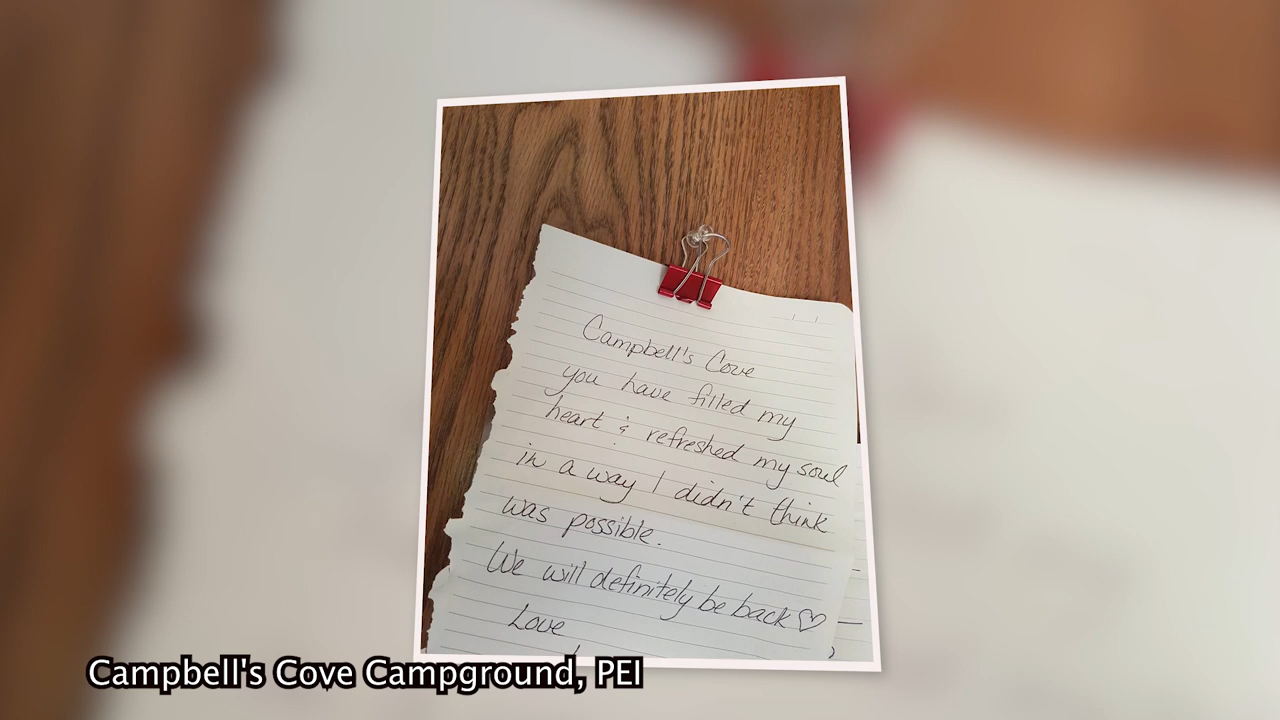 Campbell's Cove
you have filled my
heart & refreshed my soul
in a way I didn't think
was possible.
We will definitely be back♡
Love
Campbell's Cove Campground, PEI